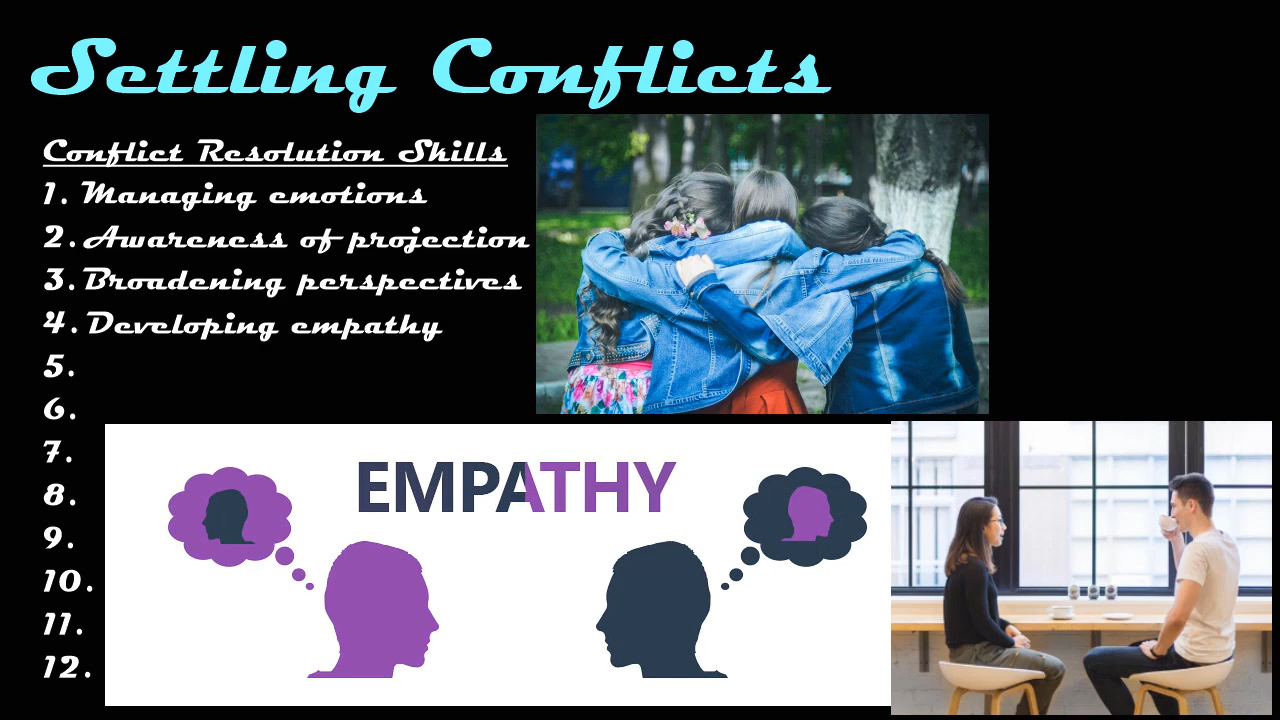 Settling Conflicts
Conflict Resolution Skills
1. Managing emotions
2. Awareness of projection
3. Broadening perspectives
4. Developing empathy
5.
6.
7.
8.
9.
10.
11.
12.
EMPATHY